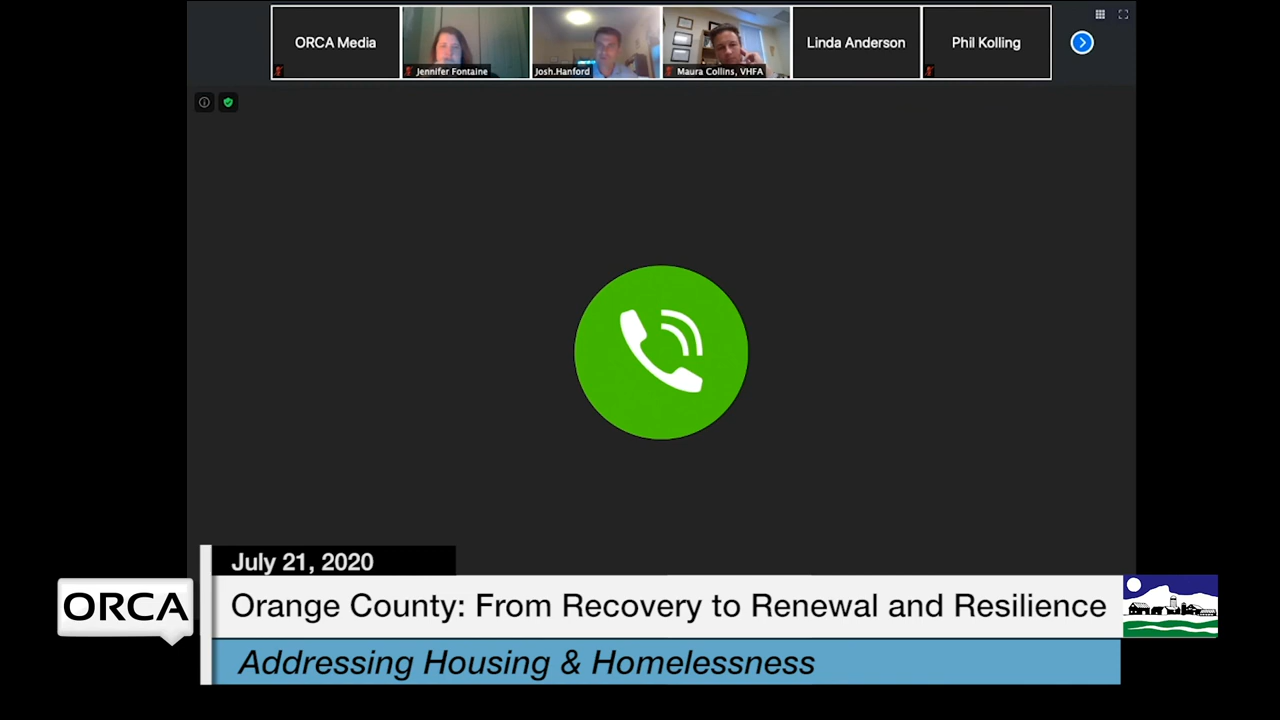 ORCA Media
Jennifer Fontaine
Josh.Hanford
Maura Collins, VHFA
Linda Anderson
Phil Kolling
July 21, 2020
ORCA
Orange County: From Recovery to Renewal and Resilience
Addressing Housing & Homelessness